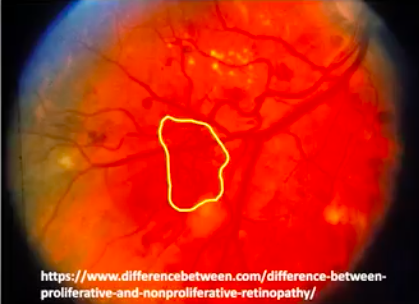 https://www.differencebetween.com/difference-between-
proliferative-and-nonproliferative-retinopathy/